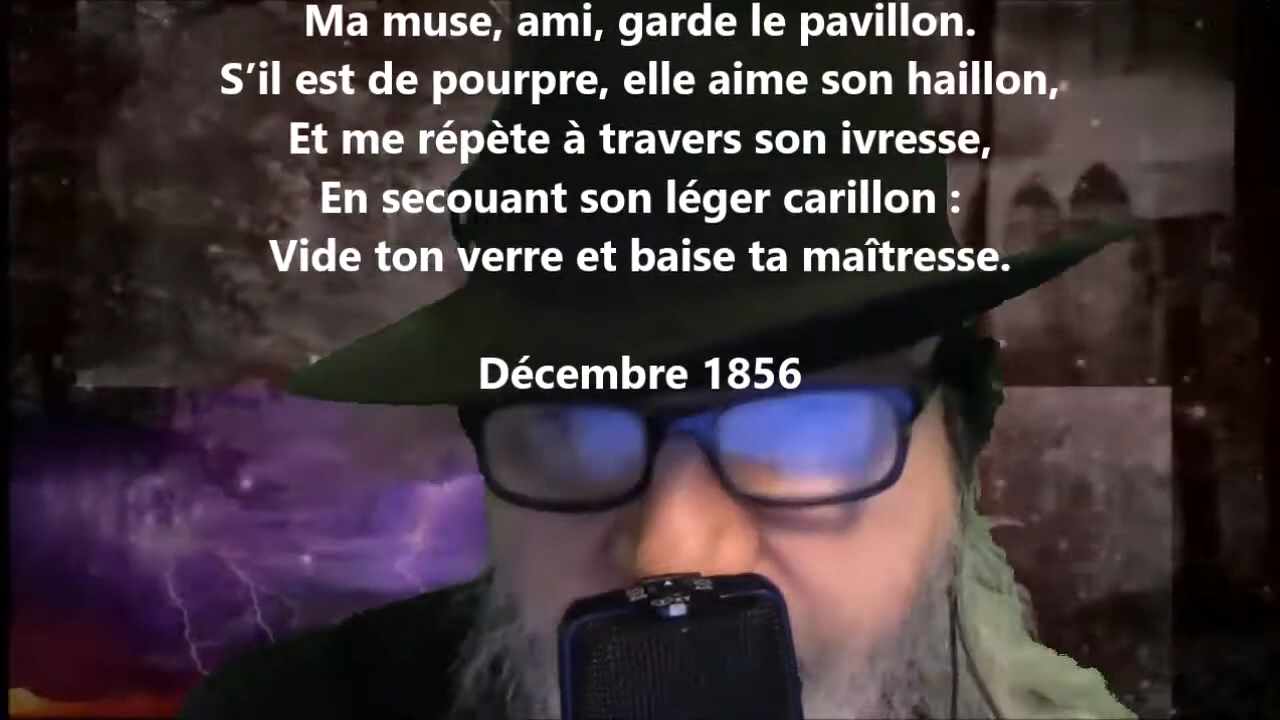 Ma muse, ami, garde le pavillon.
S’il est de pourpre, elle aime son haillon,
Et me répète à travers son ivresse,
En secouant son léger carillon :
Vide ton verre et baise ta maîtresse.
Décembre 1856